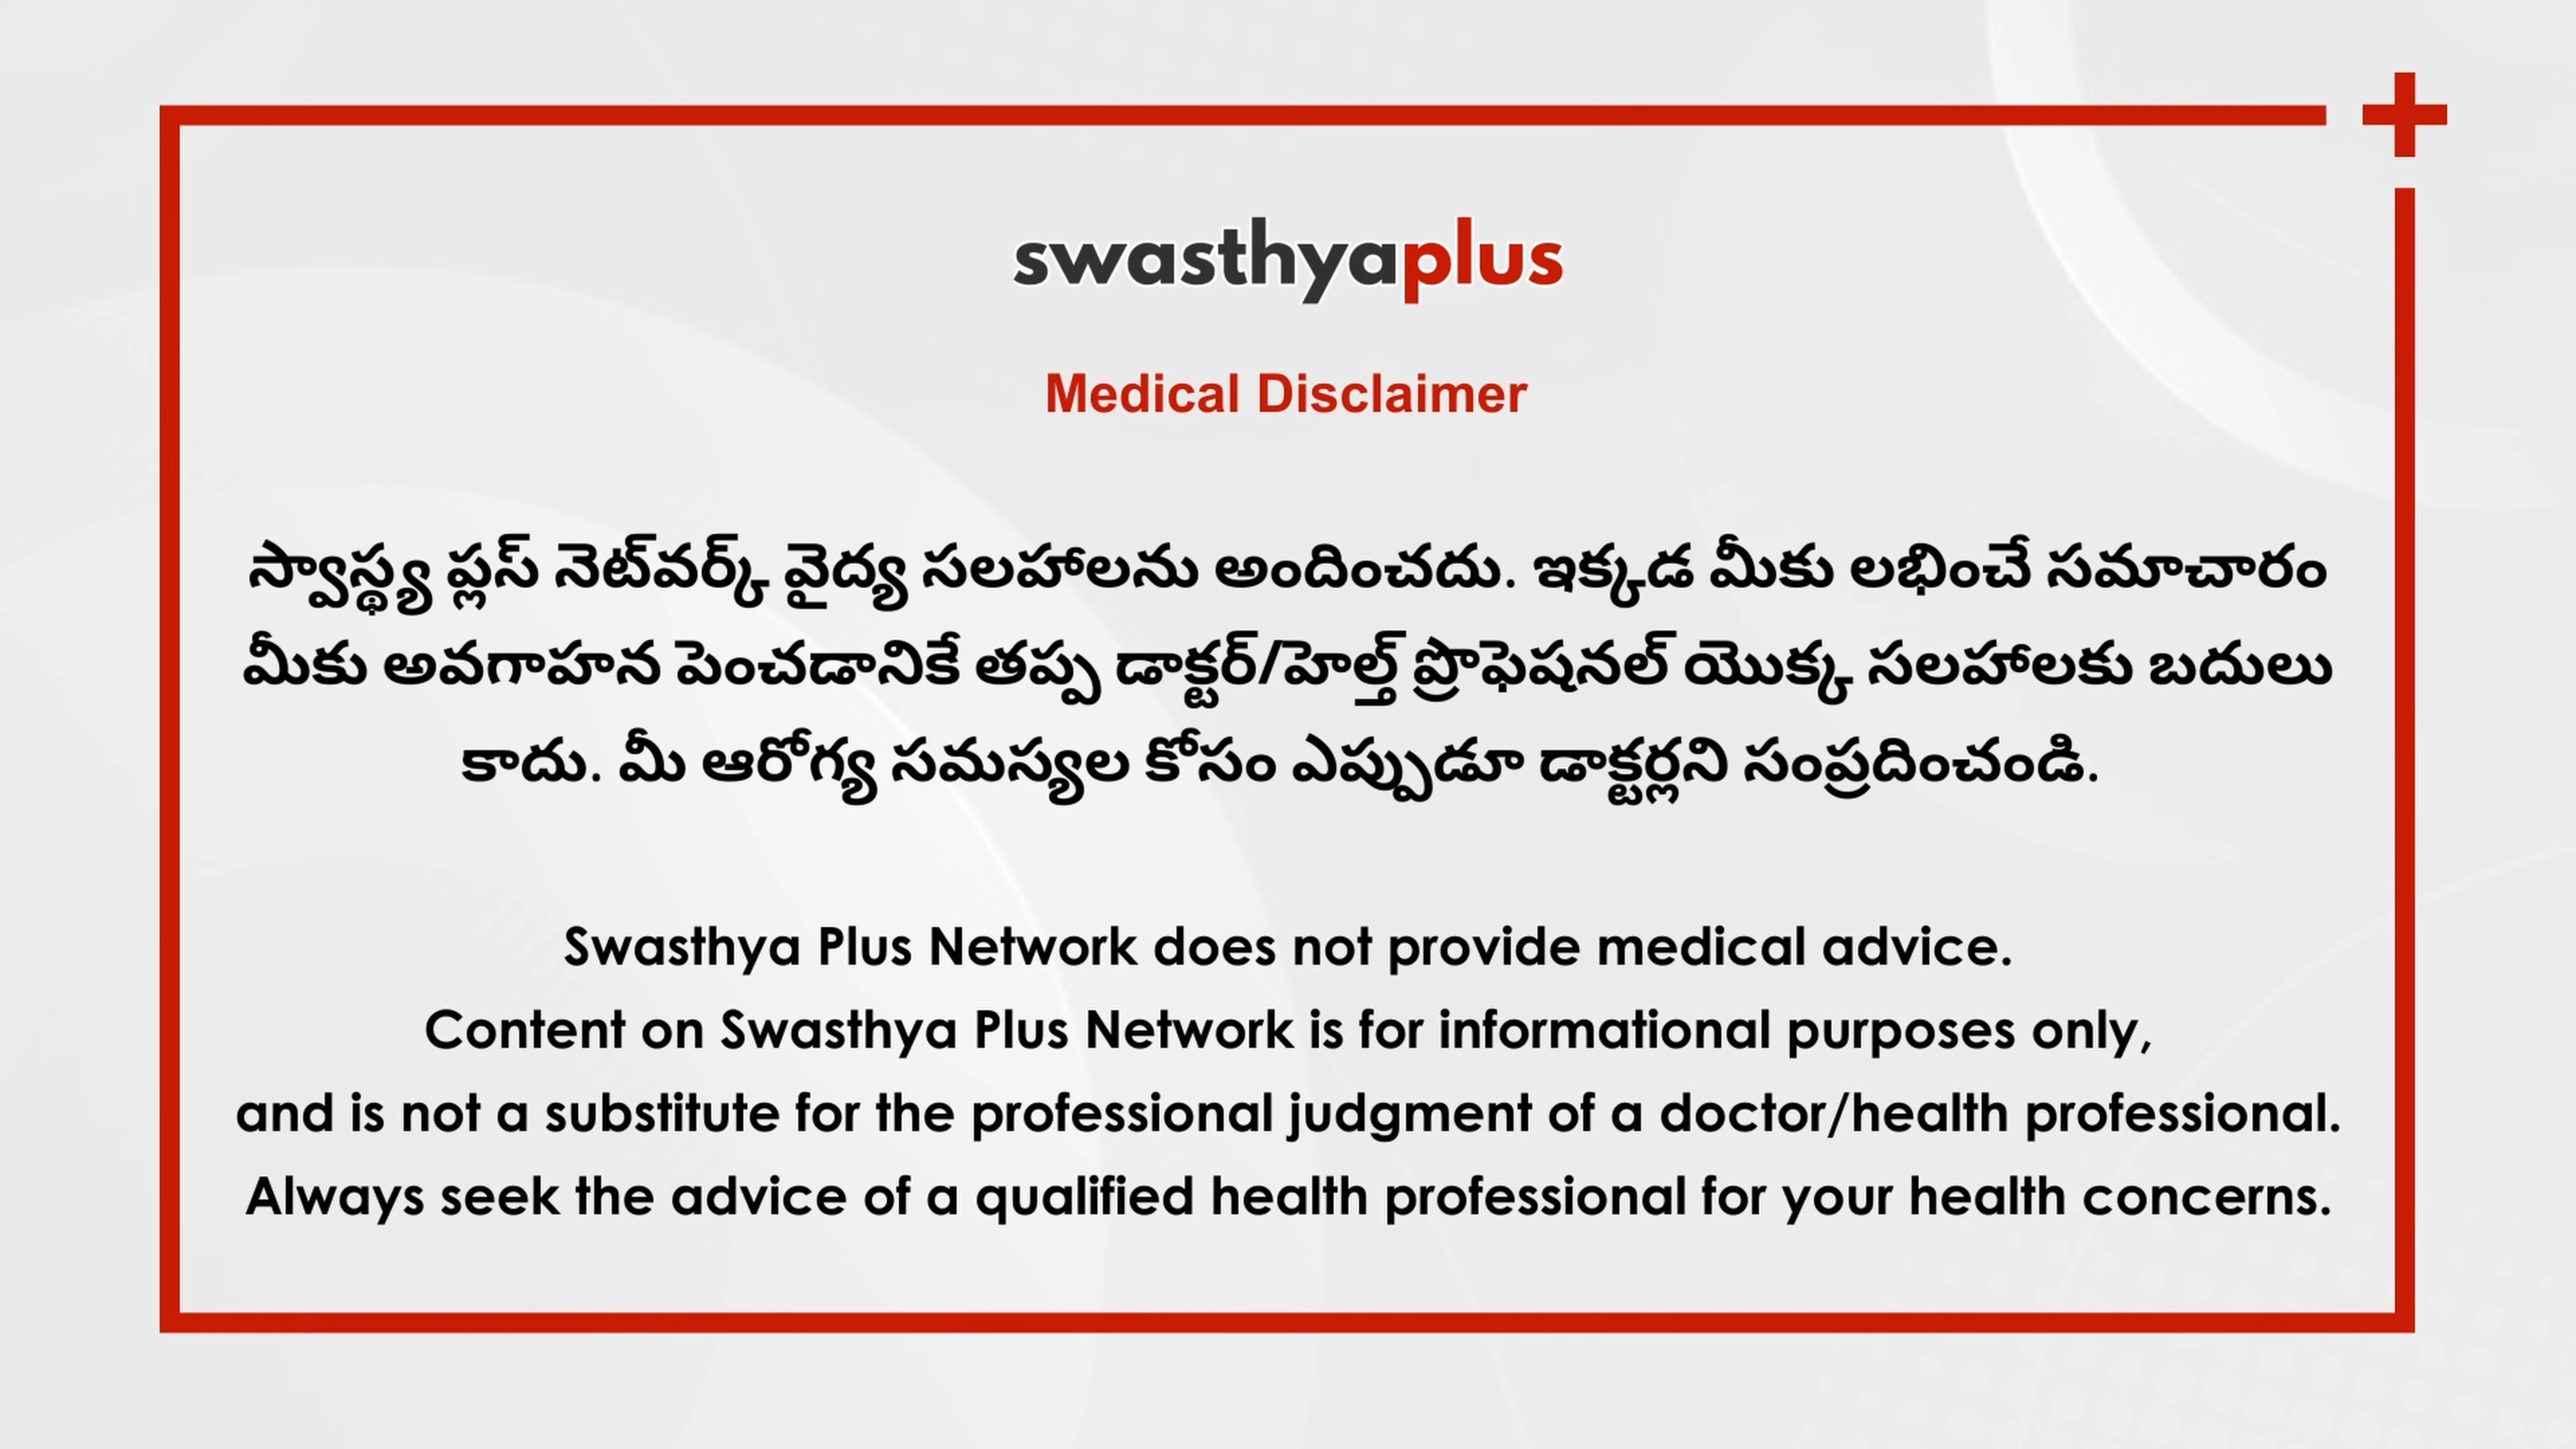 swasthyaplus
Medical Disclaimer
స్వాస్థ్య ప్లస్ నెట్‌వర్క్ వైద్య సలహాలను అందించదు. ఇక్కడ మీకు లభించే సమాచారం
మీకు అవగాహన పెంచడానికే తప్ప డాక్టర్/హెల్త్ ప్రొఫెషనల్ యొక్క సలహాలకు బదులు
కాదు. మీ ఆరోగ్య సమస్యల కోసం ఎప్పుడూ డాక్టర్లని సంప్రదించండి.
Swasthya Plus Network does not provide medical advice.
Content on Swasthya Plus Network is for informational purposes only,
and is not a substitute for the professional judgment of a doctor/health professional.
Always seek the advice of a qualified health professional for your health concerns.